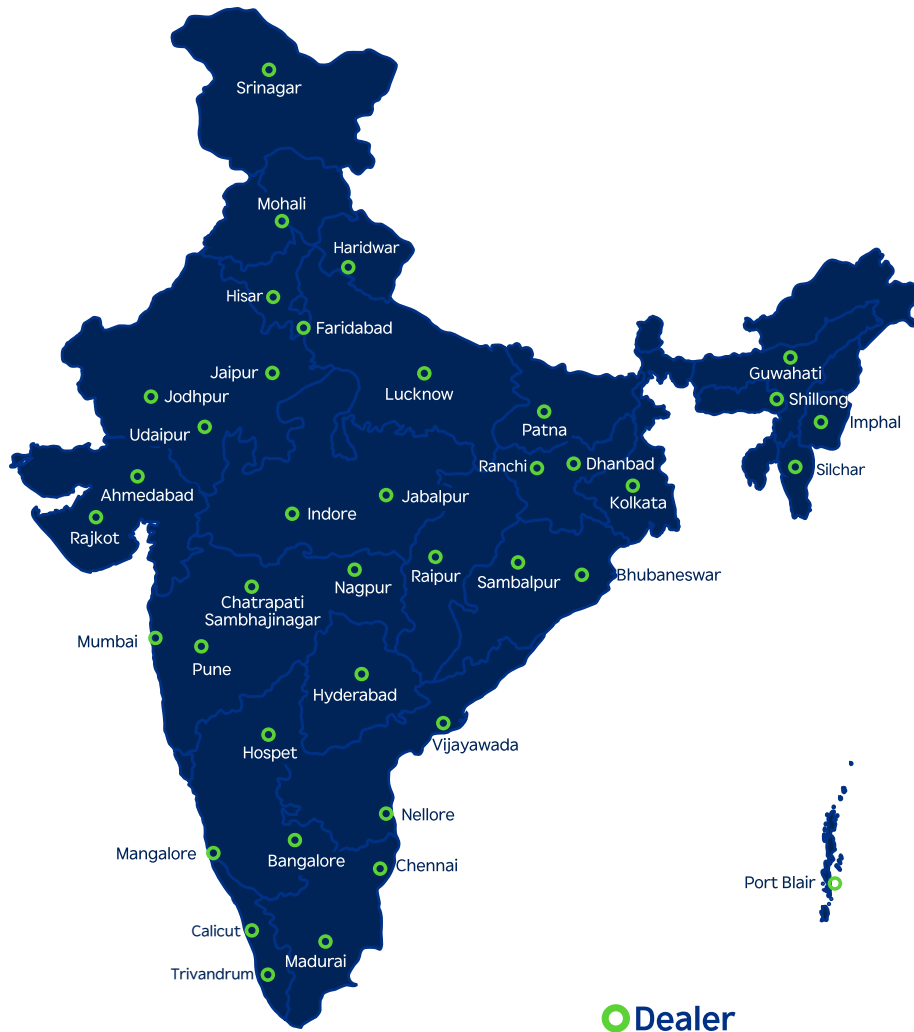 Srinagar
Mohali
Haridwar
Hisar
Faridabad
Jaipur
Lucknow
Guwahati
Jodhpur
Shillong
Udaipur
Patna
Imphal
Ranchi
Dhanbad
Silchar
Ahmedabad
Jabalpur
Kolkata
Rajkot
Indore
Nagpur
Raipur
Sambalpur
Bhubaneswar
Chatrapati
Sambhajinagar
Mumbai
Pune
Hyderabad
Hospet
Vijayawada
Nellore
Mangalore
Bangalore
Chennai
Port Blair
Calicut
Madurai
Trivandrum
Dealer